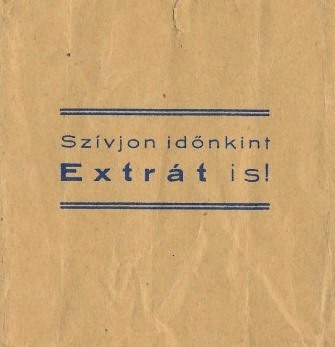 Szívjon időnkint
Extrát is!